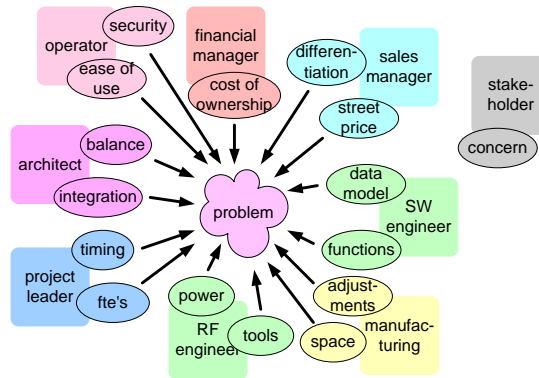 security
operator
ease of
use
financial
manager
cost of
ownership
differen-
tiation
sales
manager
street
price
stake-
holder
concern
balance
architect
integration
problem
data
model
SW
engineer
functions
timing
project
leader
fte's
power
RF
engineer
tools
adjust-
ments
space
manufac-
turing